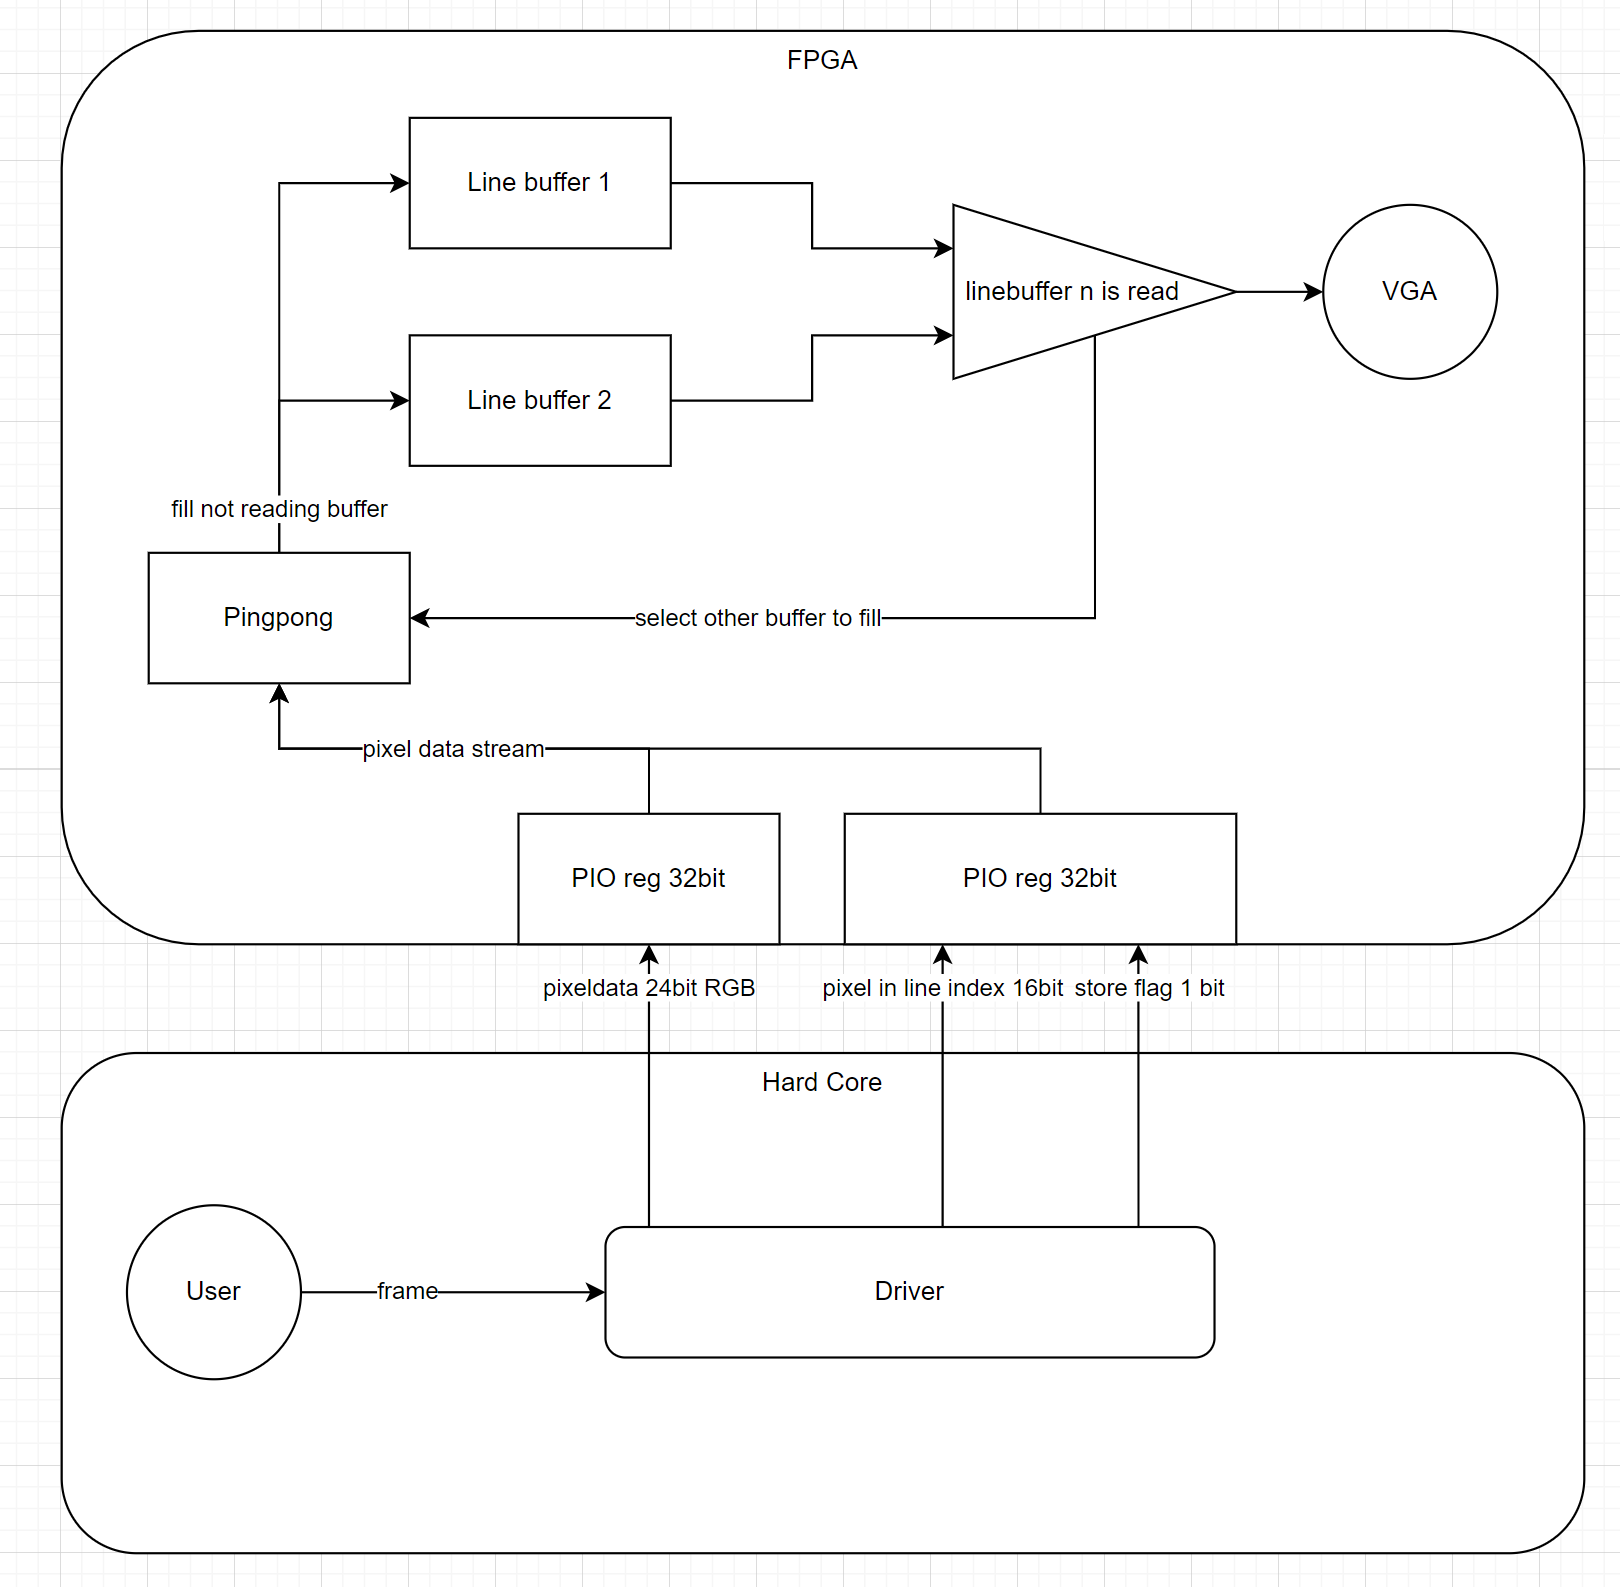 FPGA
Line buffer 1
linebuffer n is read
VGA
Line buffer 2
fill not reading buffer
Pingpong
select other buffer to fill
pixel data stream
PIO reg 32bit
PIO reg 32bit
pixeldata 24bit RGB
pixel in line index 16bit
store flag 1 bit
Hard Core
User
frame
Driver